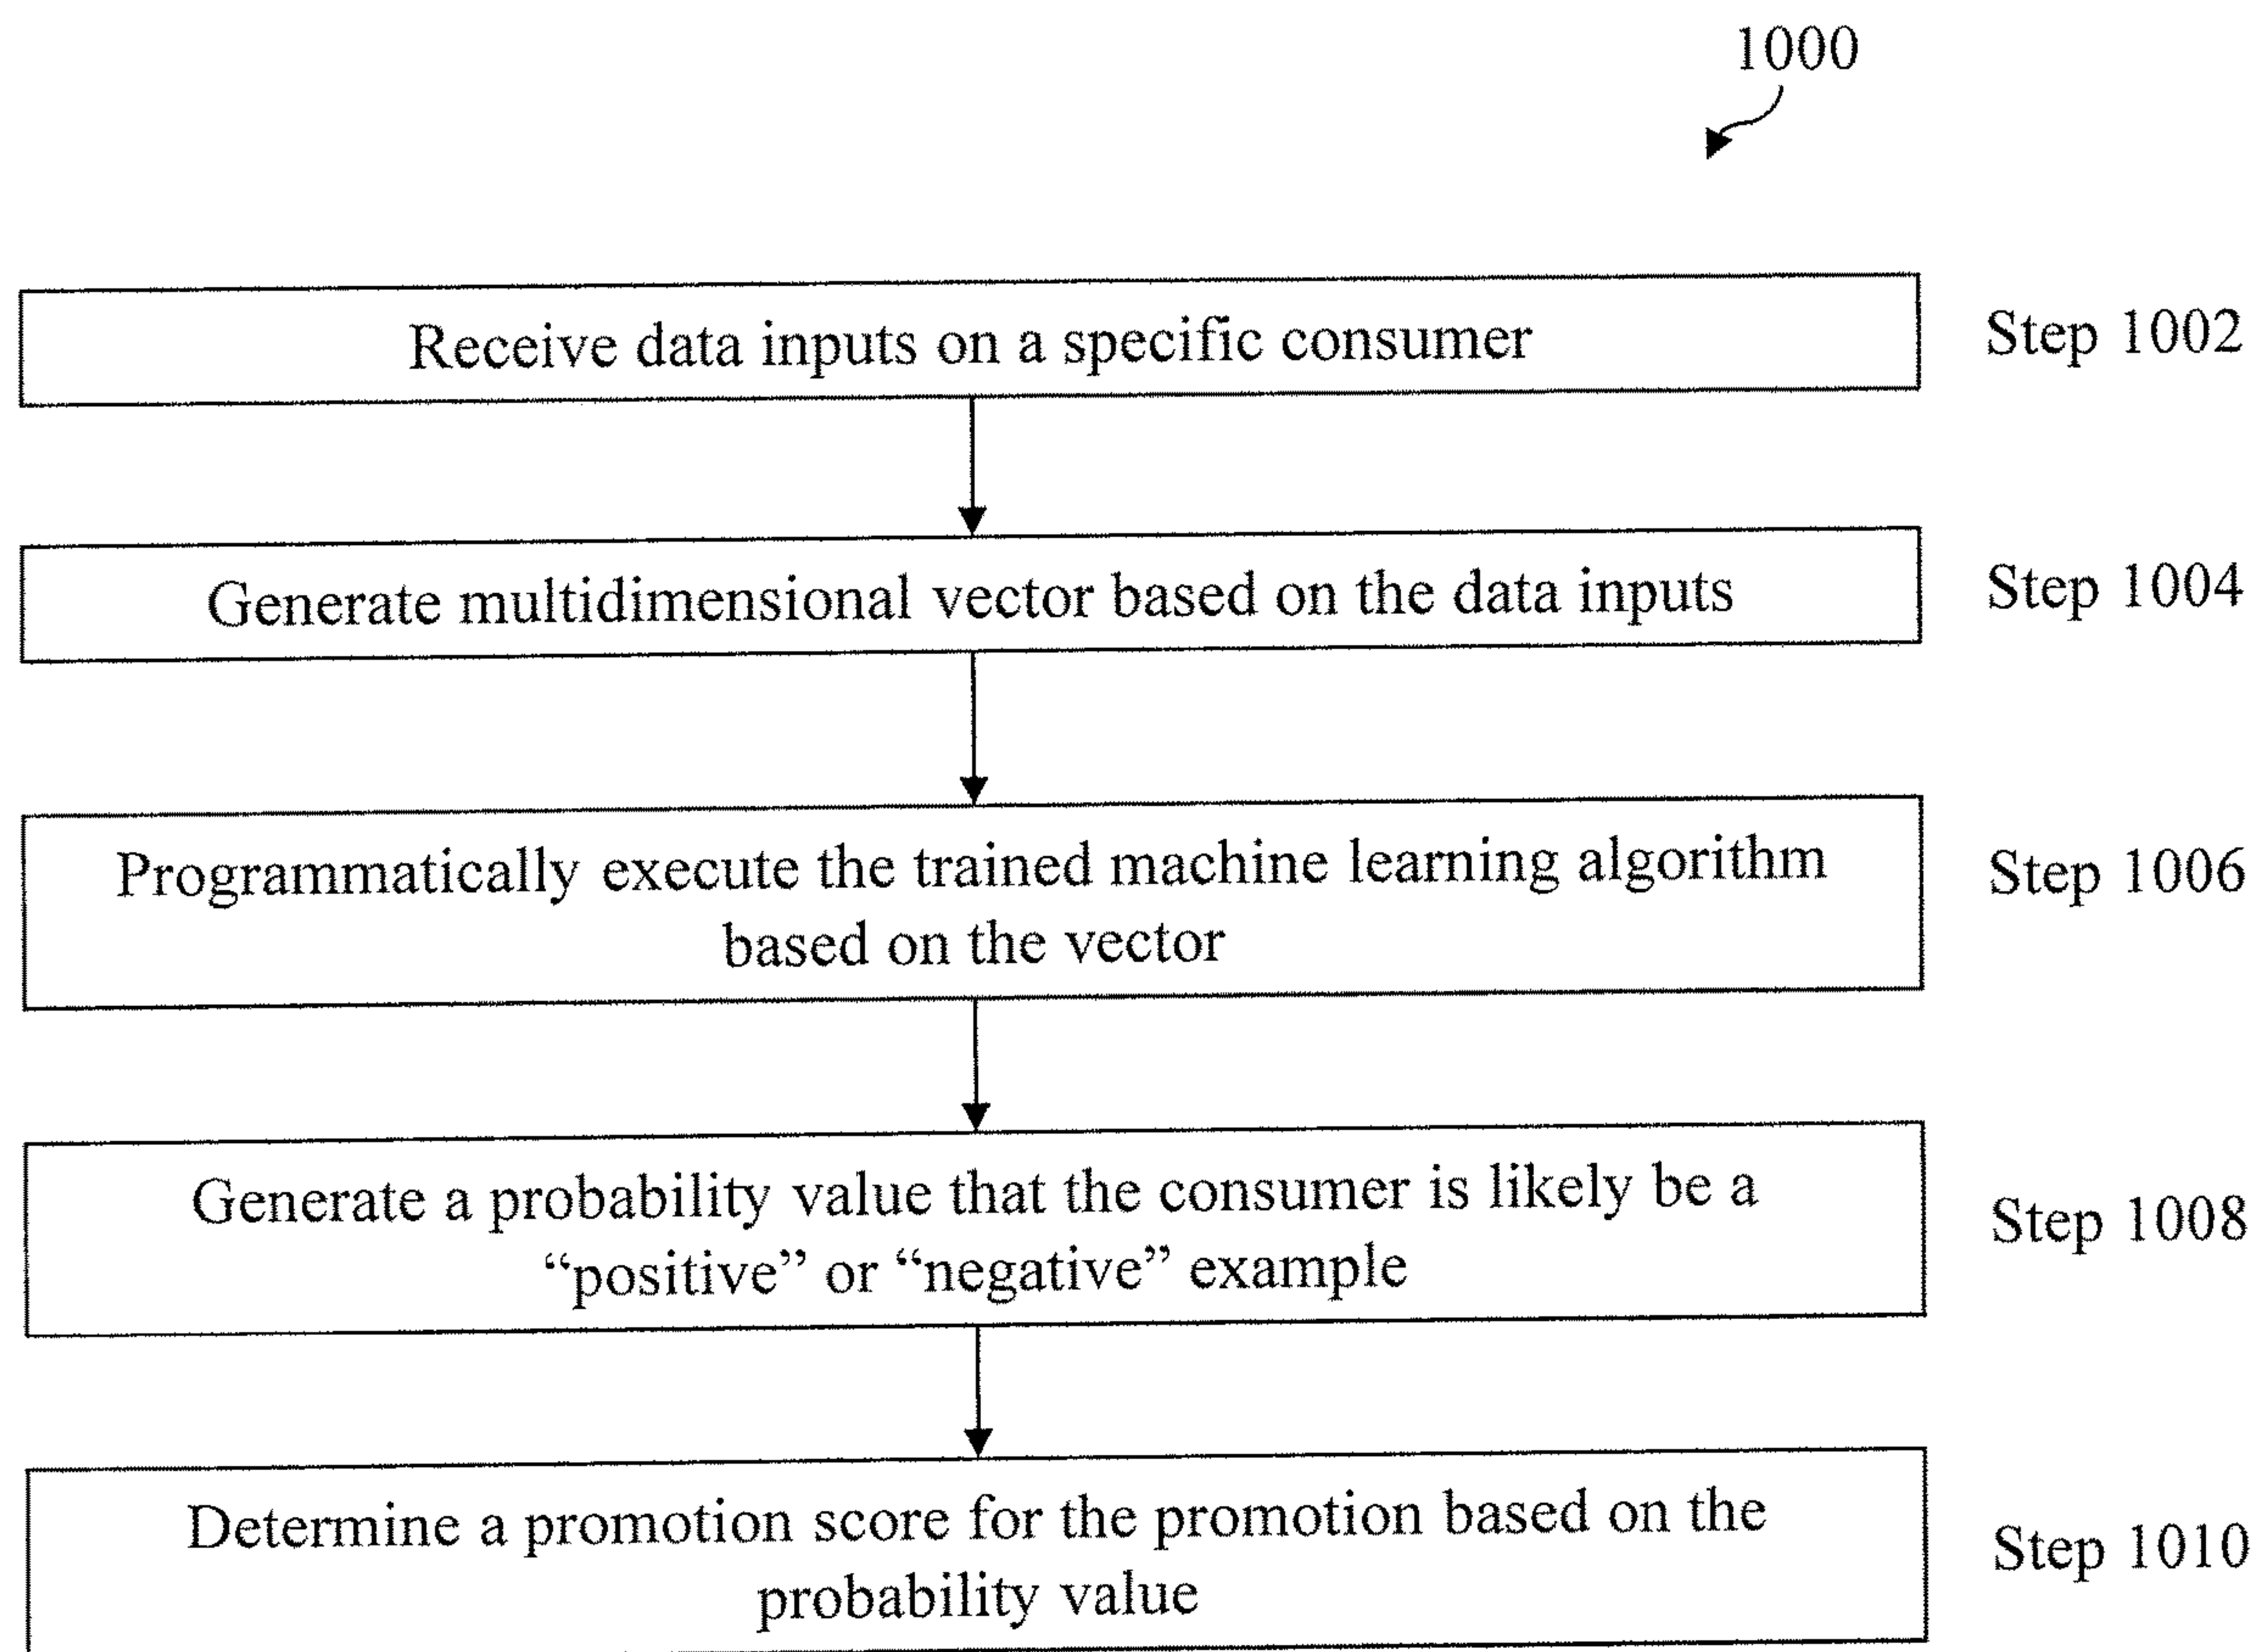 1000
Receive data inputs on a specific consumer
Step 1002
Generate multidimensional vector based on the data inputs
Step 1004
Programmatically execute the trained machine learning algorithm
based on the vector
Step 1006
Generate a probability value that the consumer is likely be a
“positive” or “negative” example
Step 1008
Determine a promotion score for the promotion based on the
probability value
Step 1010